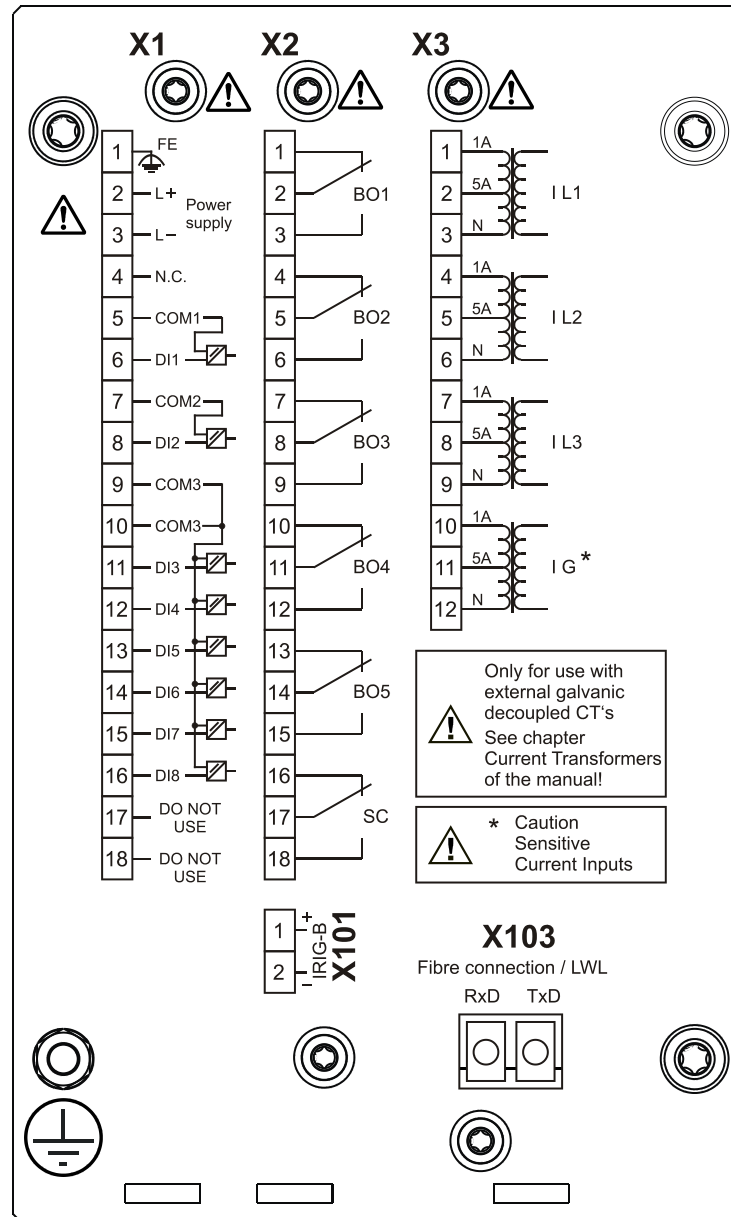 X1 X2 X3
1 FE
2 L+
Power
supply
3 L–
4 N.C.
5 COM1
6 DI1
7 COM2
8 DI2
9 COM3
10 COM3
11 DI3
12 DI4
13 DI5
14 DI6
15 DI7
16 DI8
17 DO NOT
USE
18 DO NOT
USE
1
2 BO1
3
4
5 BO2
6
7
8 BO3
9
10
11 BO4
12
13
14 BO5
15
16
17 SC
18
1 1A
2 5A I L1
3 N
4 1A
5 5A I L2
6 N
7 1A
8 5A I L3
9 N
10 1A
11 5A I G*
12 N
Only for use with
external galvanic
decoupled CT‘s
See chapter
Current Transformers
of the manual!
* Caution
Sensitive
Current Inputs
1 +
2 –
IRIG-B
X101
X103
Fibre connection / LWL
RxD TxD